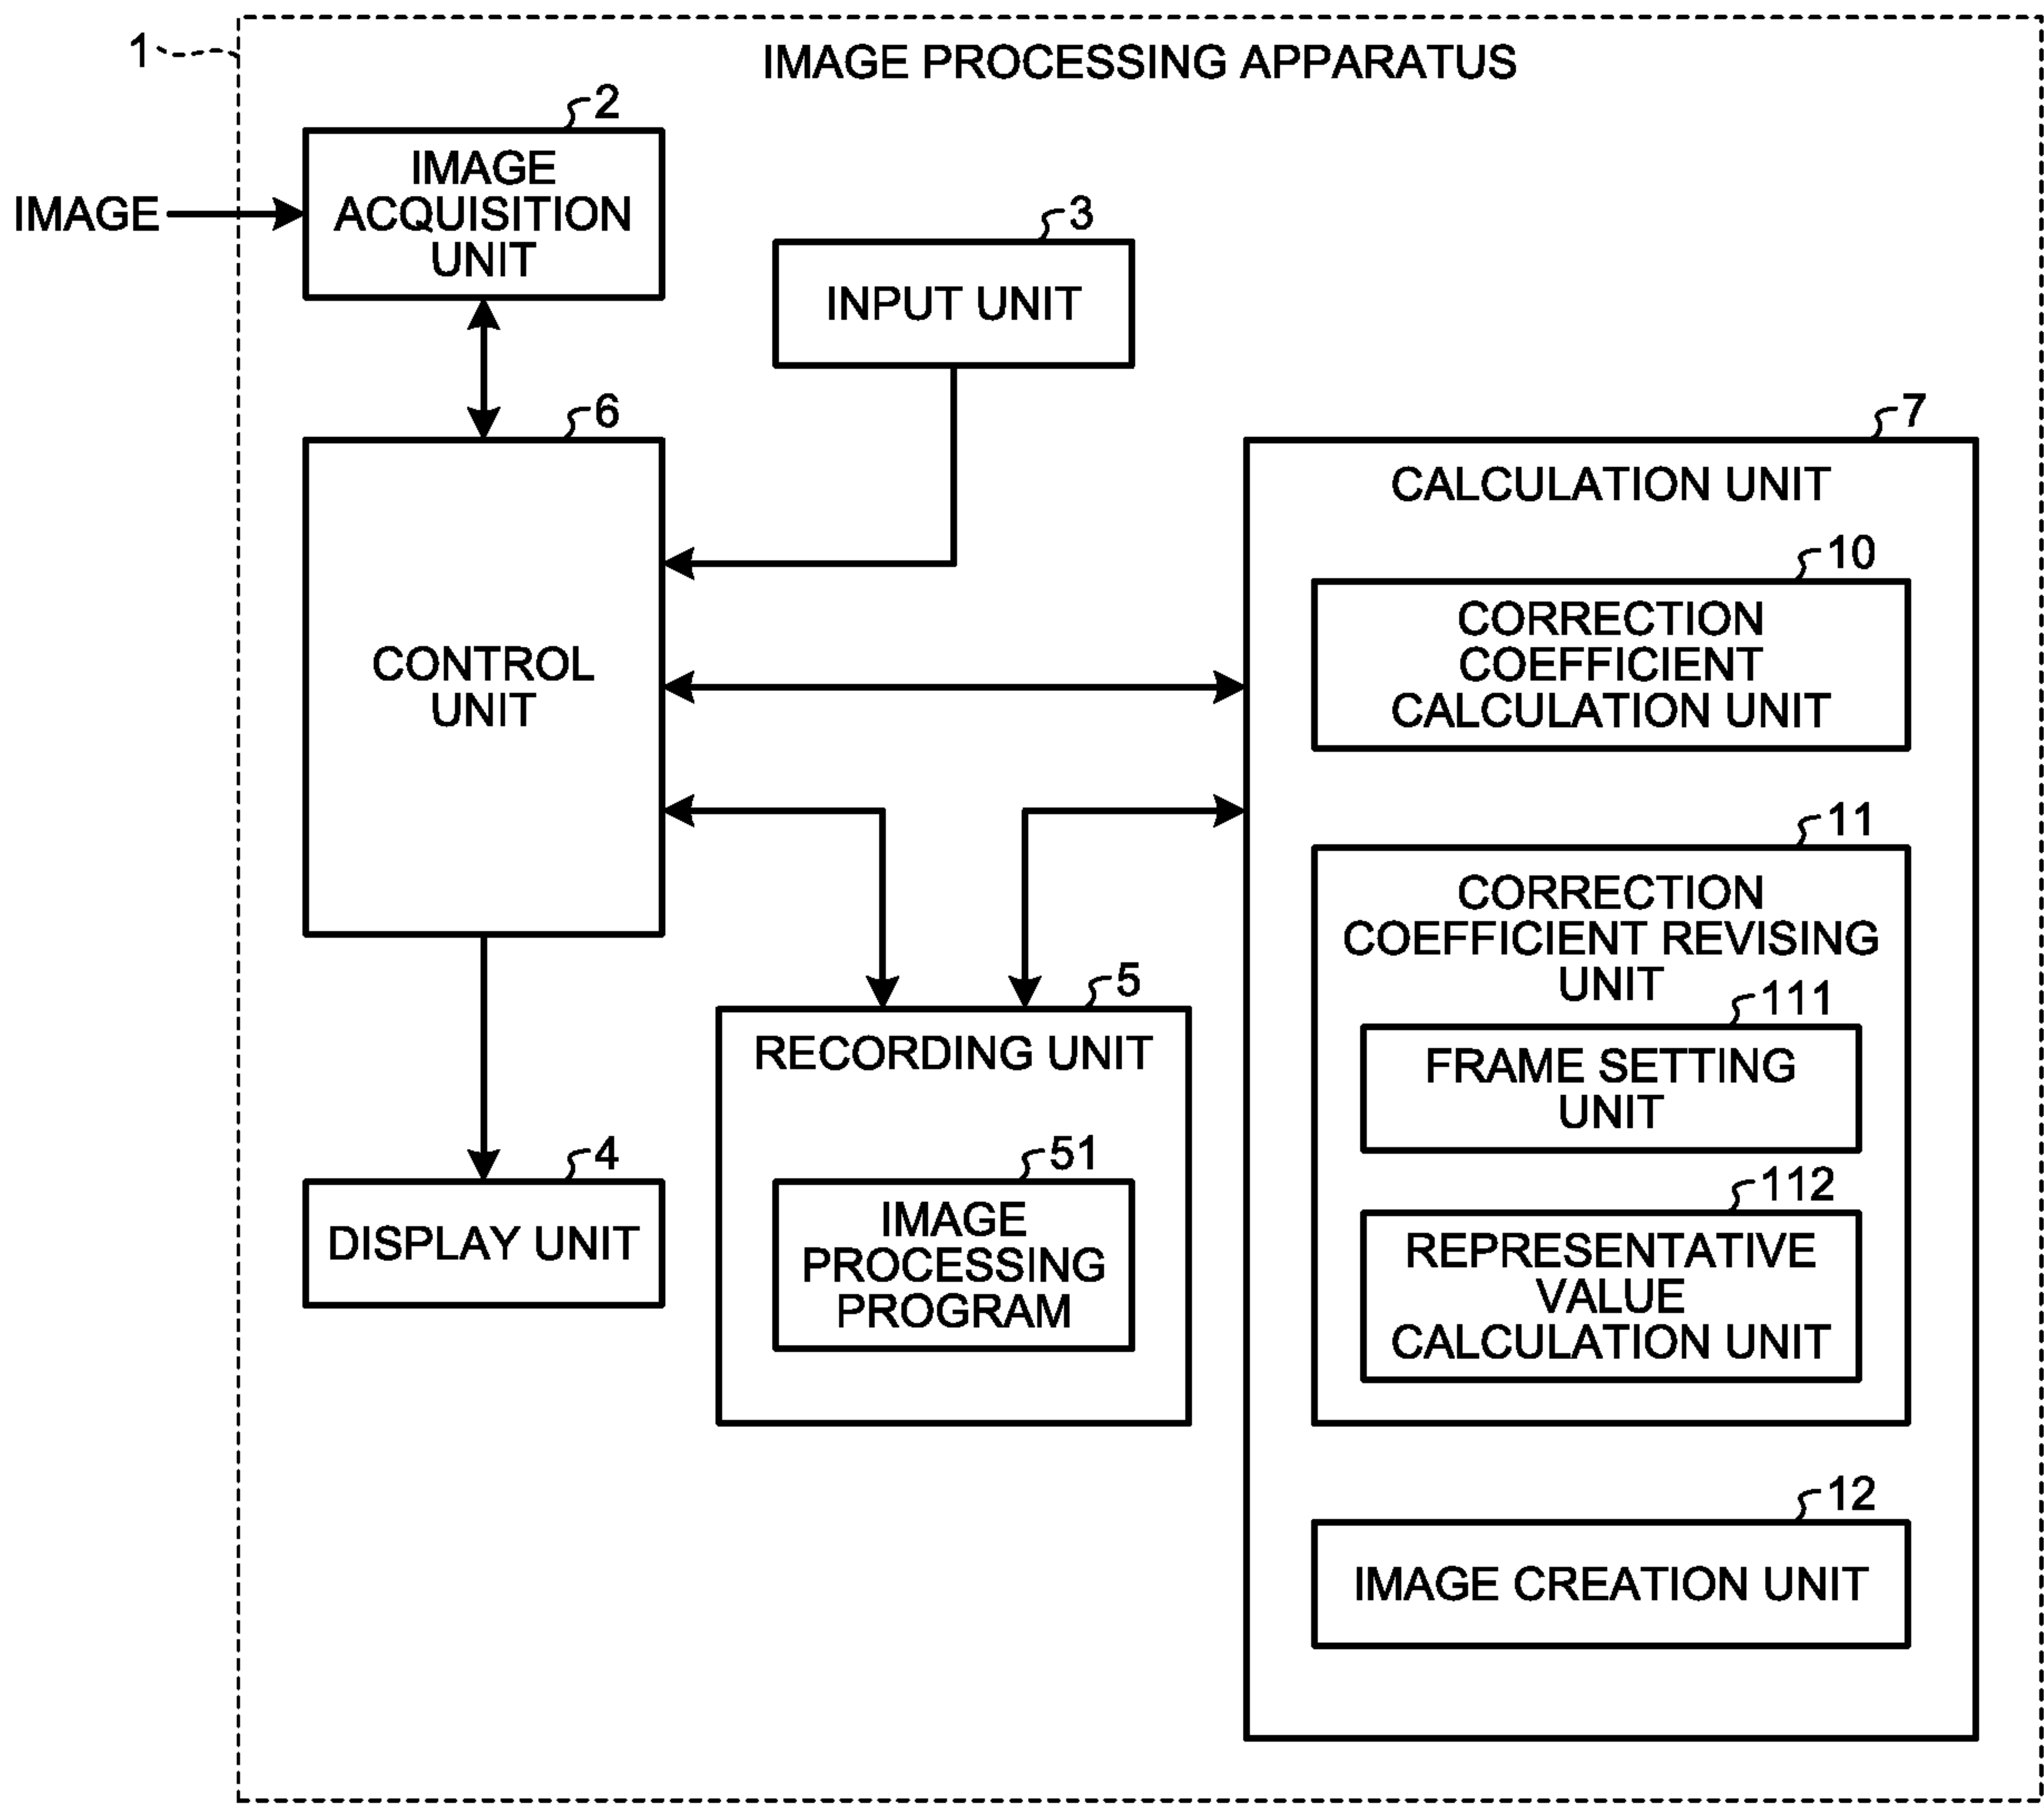 1
IMAGE PROCESSING APPARATUS
2
IMAGE
ACQUISITION
UNIT
IMAGE
3
INPUT UNIT
6
CONTROL
UNIT
7
CALCULATION UNIT
10
CORRECTION
COEFFICIENT
CALCULATION UNIT
11
CORRECTION
COEFFICIENT REVISING
UNIT
111
FRAME SETTING
UNIT
112
REPRESENTATIVE
VALUE
CALCULATION UNIT
12
IMAGE CREATION UNIT
5
RECORDING UNIT
51
IMAGE
PROCESSING
PROGRAM
4
DISPLAY UNIT